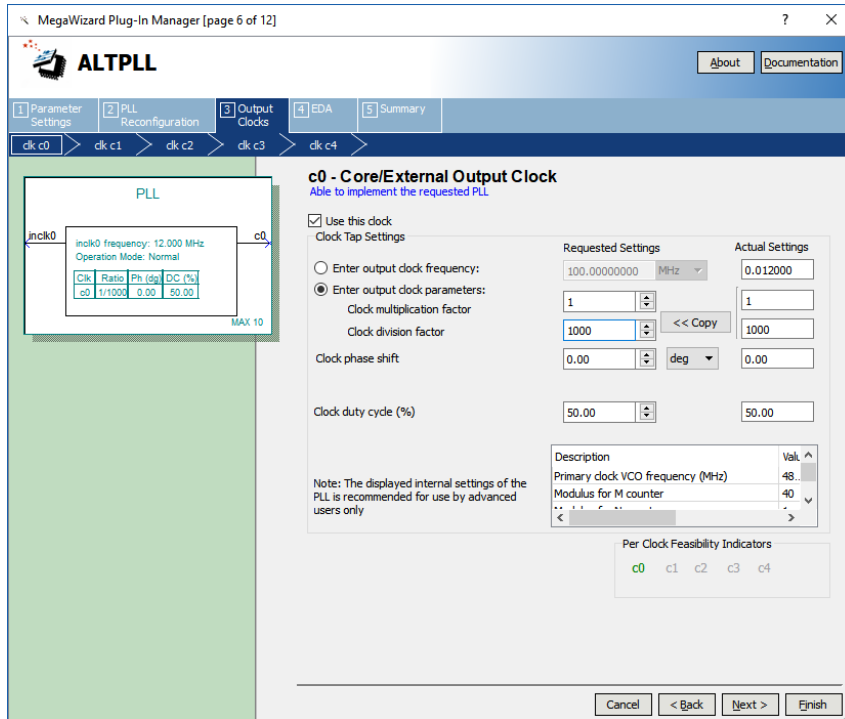 MegaWizard Plug-In Manager [page 6 of 12]
? X
ALTPLL
About Documentation
1 Parameter Settings 2 PLL Reconfiguration 3 Output Clocks 4 EDA 5 Summary
clk c0 clk c1 clk c2 clk c3 clk c4
PLL
inclk0 c0
inclk0 frequency: 12.000 MHz
Operation Mode: Normal
Clk Ratio Ph (dg) DC (%)
c0 1/1000 0.00 50.00
MAX 10
c0 - Core/External Output Clock
Able to implement the requested PLL
Use this clock
Clock Tap Settings
Requested Settings Actual Settings
Enter output clock frequency: 100.00000000 MHz 0.012000
Enter output clock parameters:
Clock multiplication factor 1 1
<< Copy
Clock division factor 1000 1000
Clock phase shift 0.00 deg 0.00
Clock duty cycle (%) 50.00 50.00
Note: The displayed internal settings of the
PLL is recommended for use by advanced
users only
Description
Primary clock VCO frequency (MHz) 48...
Modulus for M counter 40
Per Clock Feasibility Indicators
c0 c1 c2 c3 c4
Cancel < Back Next > Finish